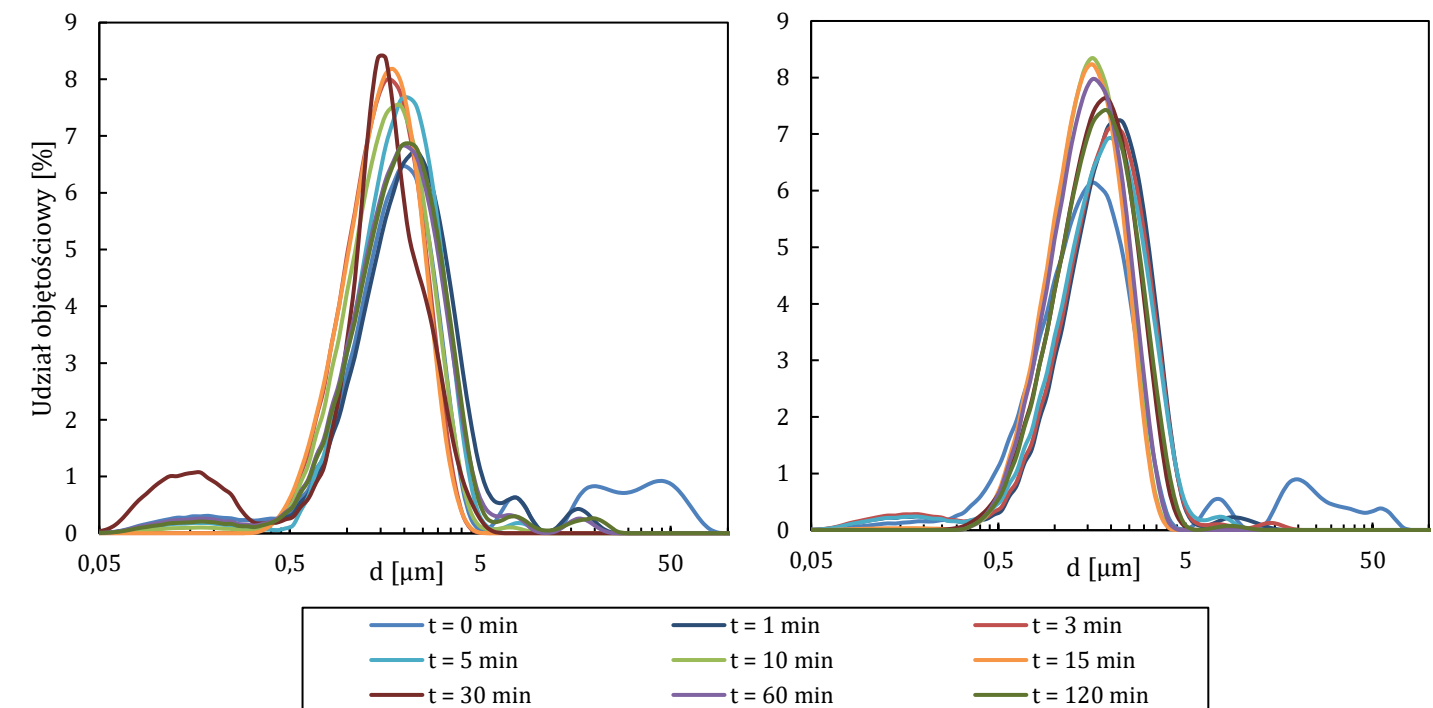 Udział objętościowy [%]
9
8
7
6
5
4
3
2
1
0
0,05
0,5
5
50
d [µm]
9
8
7
6
5
4
3
2
1
0
0,05
0,5
5
50
d [µm]
t = 0 min
t = 1 min
t = 3 min
t = 5 min
t = 10 min
t = 15 min
t = 30 min
t = 60 min
t = 120 min